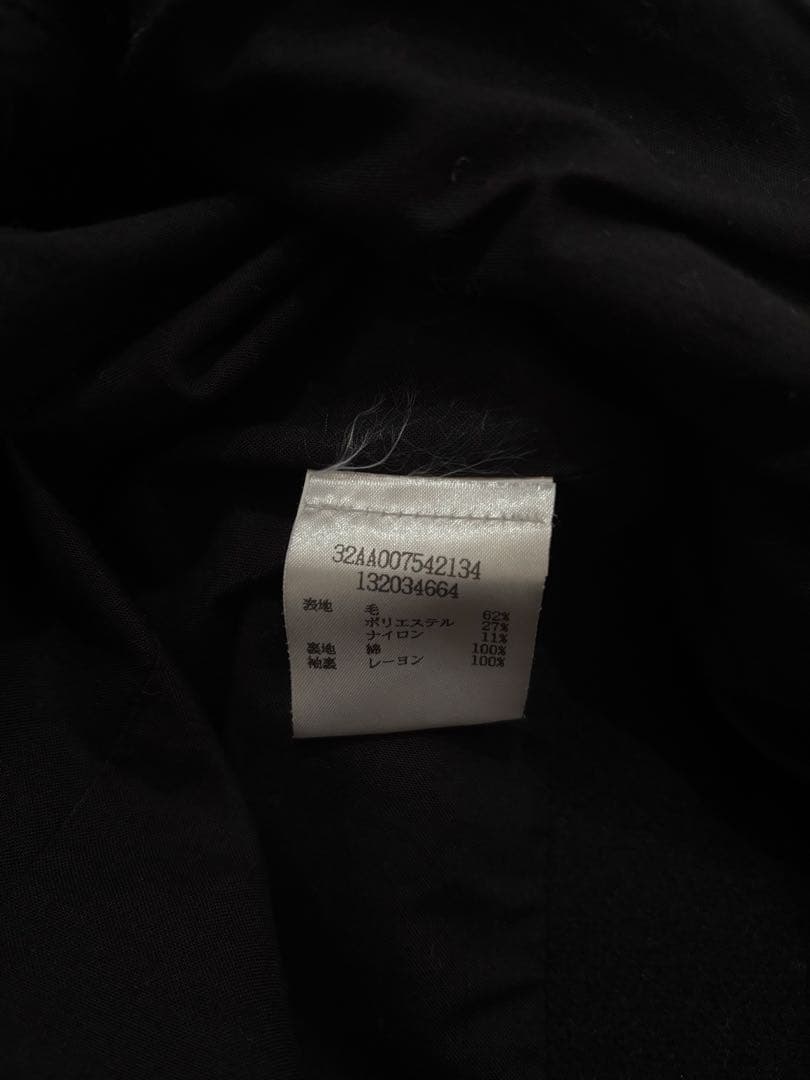 32AA007542134
132034664
表地 毛 62%
ポリエステル 27%
ナイロン 11%
裏地 綿 100%
袖裏 レーヨン 100%